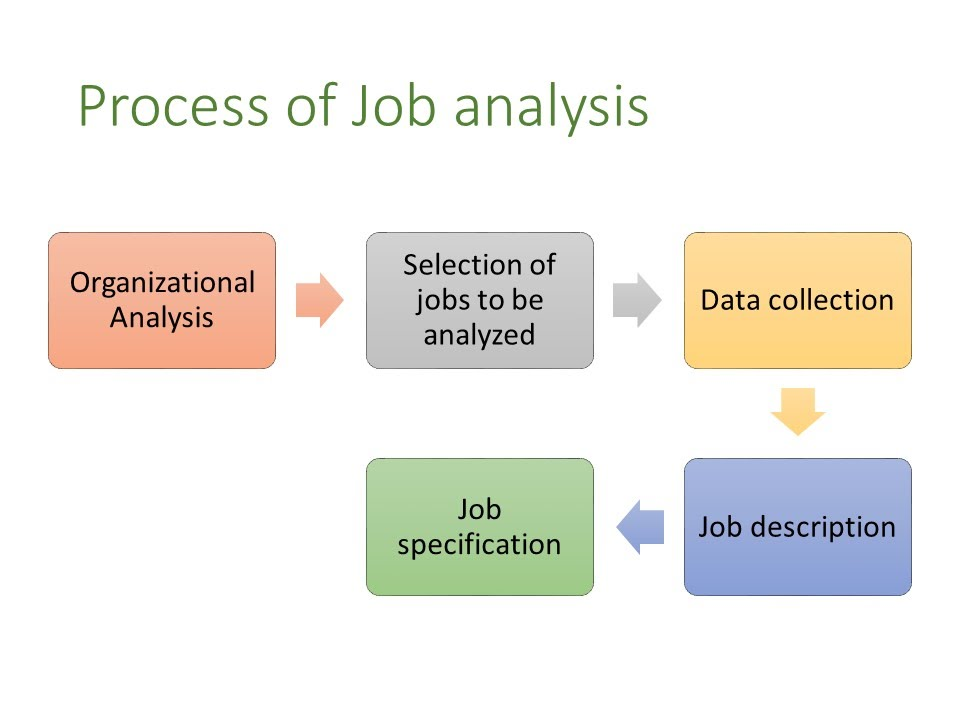 Process of Job analysis
Organizational
Analysis
Selection of
jobs to be
analyzed
Data collection
Job description
Job
specification